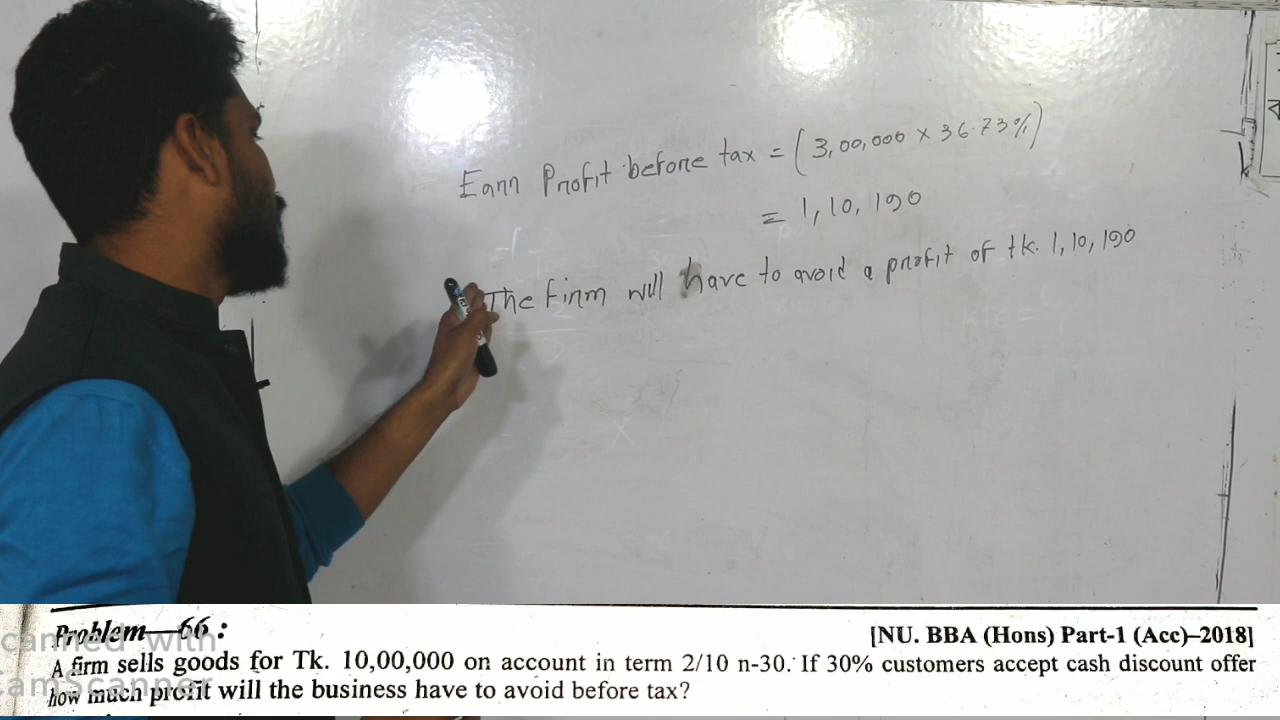 Earn Profit before tax = (3,00,000 × 36.73%)
= 1,10,190
The firm will have to avoid a profit of tk. 1,10,190
Problem—66 :
[NU. BBA (Hons) Part-1 (Acc)–2018]
A firm sells goods for Tk. 10,00,000 on account in term 2/10 n-30. If 30% customers accept cash discount offer
how much profit will the business have to avoid before tax?